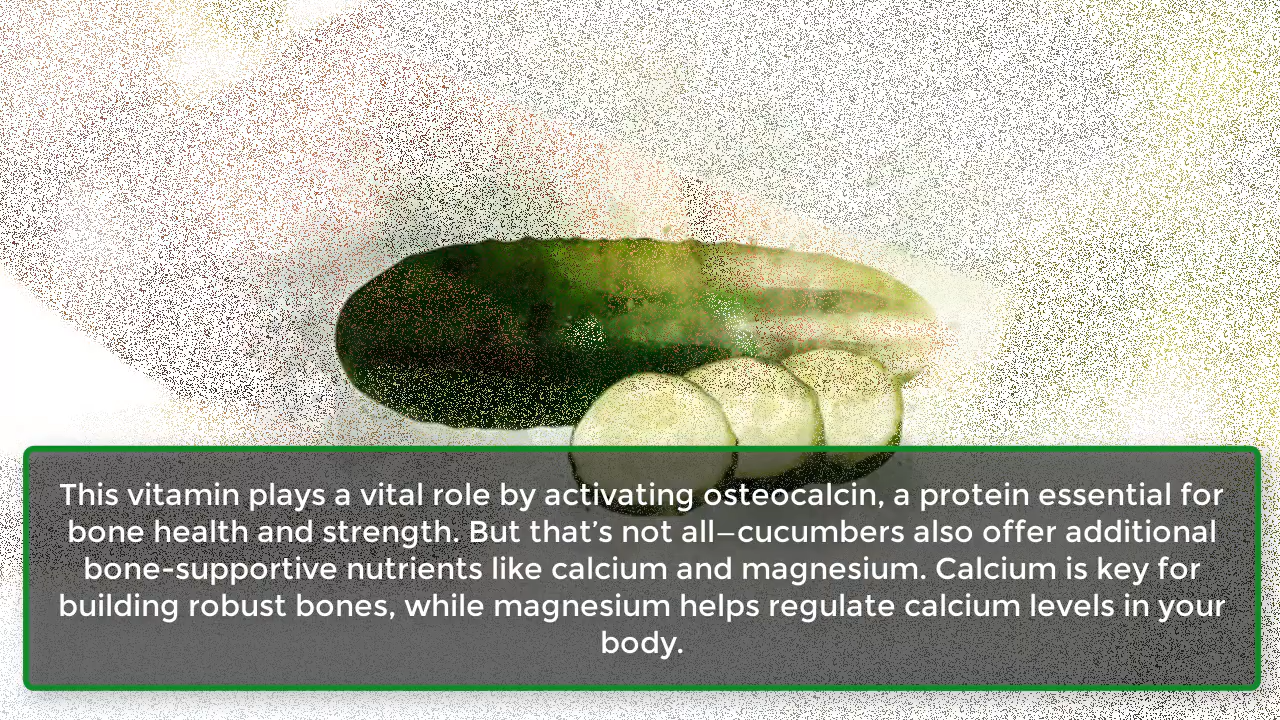 This vitamin plays a vital role by activating osteocalcin, a protein essential for
bone health and strength. But that’s not all—cucumbers also offer additional
bone-supportive nutrients like calcium and magnesium. Calcium is key for
building robust bones, while magnesium helps regulate calcium levels in your
body.